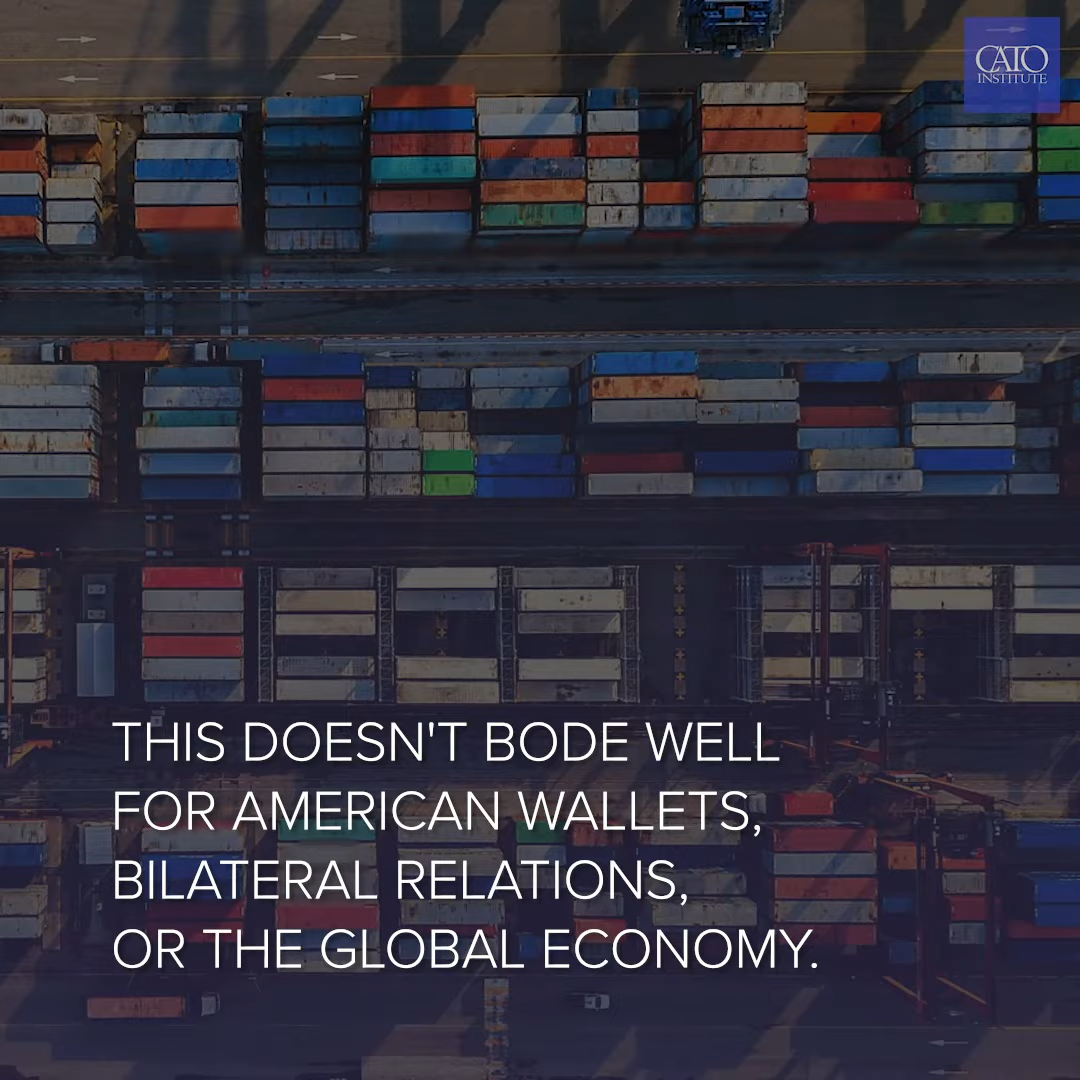 CATO
INSTITUTE
THIS DOESN'T BODE WELL
FOR AMERICAN WALLETS,
BILATERAL RELATIONS,
OR THE GLOBAL ECONOMY.